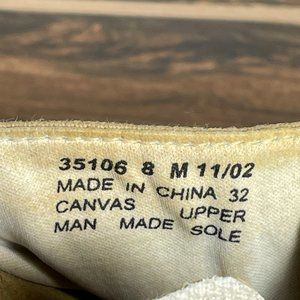 35106 8 M 11/02
MADE IN CHINA 32
CANVAS UPPER
MAN MADE SOLE